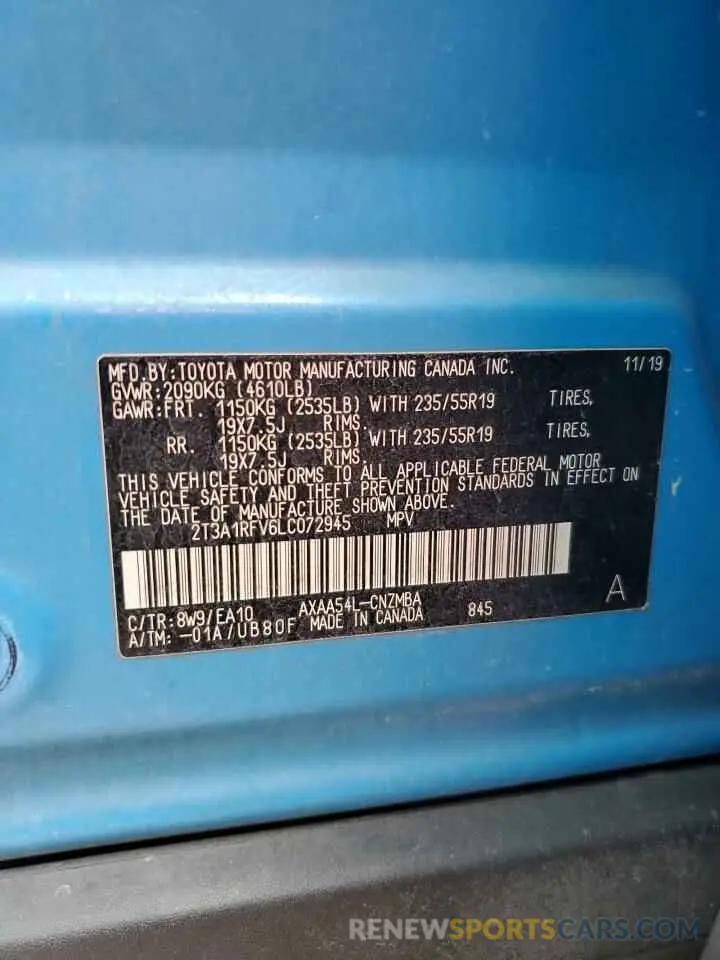 MFD.BY:TOYOTA MOTOR MANUFACTURING CANADA INC. 11/19
GVWR:2090KG (4610LB)
GAWR:FRT. 1150KG (2535LB) WITH 235/55R19 TIRES,
19X7.5J RIMS.
RR. 1150KG (2535LB) WITH 235/55R19 TIRES,
19X7.5J RIMS.
THIS VEHICLE CONFORMS TO ALL APPLICABLE FEDERAL MOTOR
VEHICLE SAFETY AND THEFT PREVENTION STANDARDS IN EFFECT ON
THE DATE OF MANUFACTURE SHOWN ABOVE.
2T3A1RFV6LC072945 MPV
C/TR:8W9/EA10 AXAA54L-CNZMBA 845 A
A/TM:-01A/UB80F MADE IN CANADA
RENEWSPORTSCARS.COM